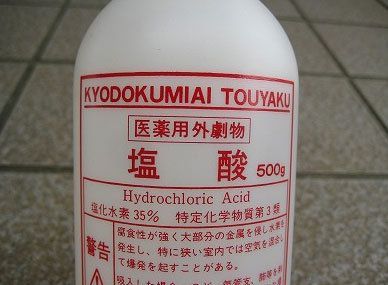 KYODOKUMIAI TOUYAKU
医薬用外劇物
塩 酸 500g
Hydrochloric Acid
塩化水素 35% 特定化学物質第3類
警告
腐食性が強く大部分の金属を侵し水素を
発生し、特に狭い室内では空気を混合し
て爆発を起すことがある。